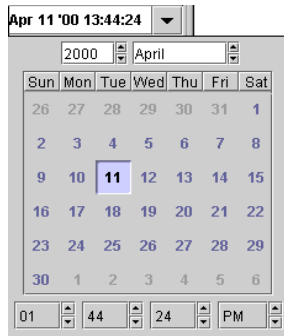 Apr 11 '00 13:44:24
2000 April
Sun Mon Tue Wed Thu Fri Sat
26 27 28 29 30 31 1
2 3 4 5 6 7 8
9 10 11 12 13 14 15
16 17 18 19 20 21 22
23 24 25 26 27 28 29
30 1 2 3 4 5 6
01 44 24 PM